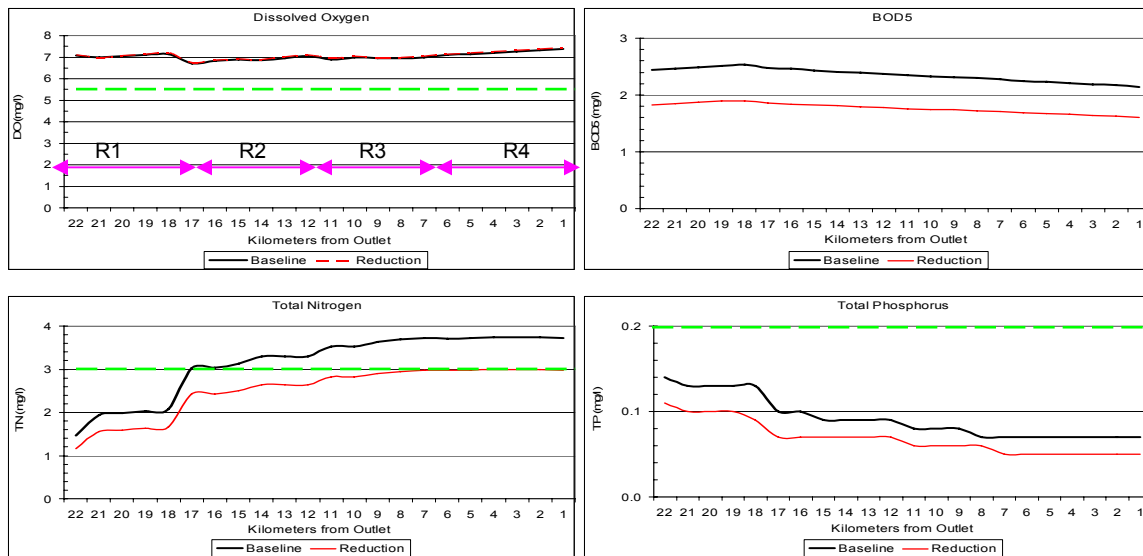 Dissolved Oxygen
8
7
6
5
4
3
2
1
0
DO(mg/l)
R1 R2 R3 R4
22 21 20 19 18 17 16 15 14 13 12 11 10 9 8 7 6 5 4 3 2 1
Kilometers from Outlet
Baseline Reduction
BOD5
3
2
1
0
BOD5 (mg/l)
22 21 20 19 18 17 16 15 14 13 12 11 10 9 8 7 6 5 4 3 2 1
Kilometers from Outlet
Baseline Reduction
Total Nitrogen
4
3
2
1
0
TN(mg/l)
22 21 20 19 18 17 16 15 14 13 12 11 10 9 8 7 6 5 4 3 2 1
Kilometers from Outlet
Baseline Reduction
Total Phosphorus
0.2
0.1
0.0
TP (mg/l)
22 21 20 19 18 17 16 15 14 13 12 11 10 9 8 7 6 5 4 3 2 1
Kilometers from Outlet
Baseline Reduction